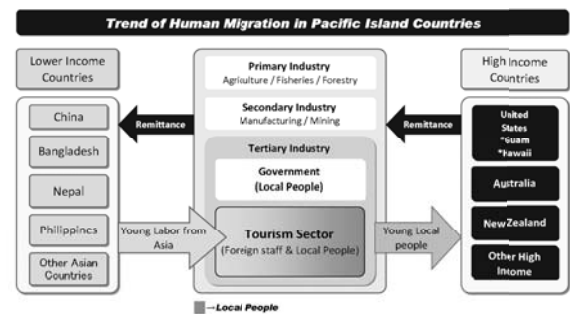 Trend of Human Migration in Pacific Island Countries
Lower Income
Countries
China
Bangladesh
Nepal
Philippines
Other Asian
Countries
Remittance
Young Labor from
Asia
Primary Industry
Agriculture / Fisheries / Forestry
Secondary Industry
Manufacturing / Mining
Tertiary Industry
Government
(Local People)
Tourism Sector
(Foreign staff & Local People)
Remittance
Young Local
people
High Income
Countries
United
States
*Guam
*Hawaii
Australia
New Zealand
Other High
Income
→Local People